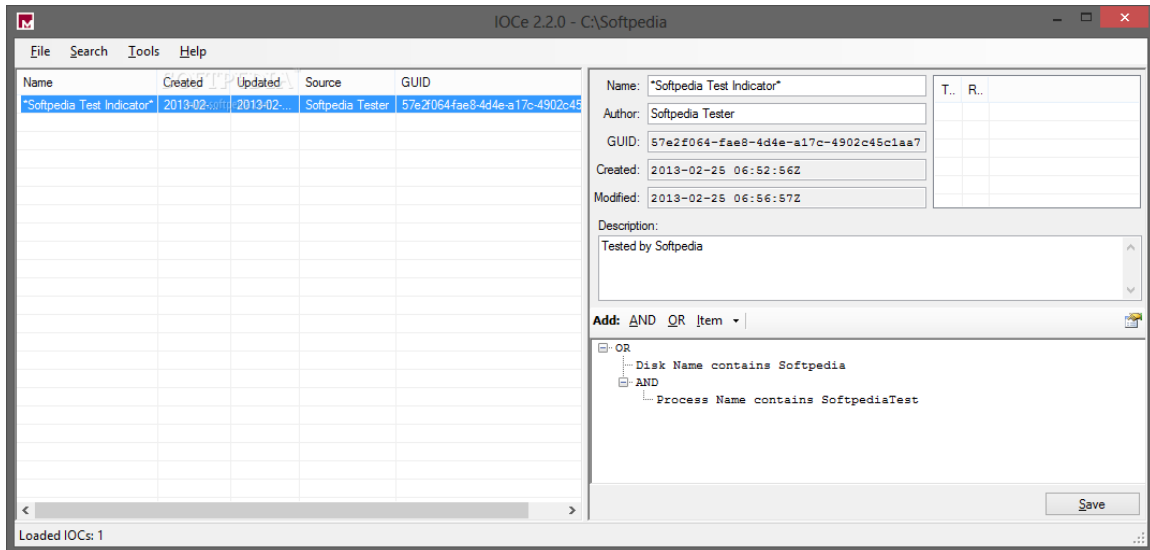 IOCe 2.2.0 - C:\Softpedia
File Search Tools Help
Name Created Updated Source GUID
*Softpedia Test Indicator* 2013-02-... 2013-02-... Softpedia Tester 57e2f064-fae8-4d4e-a17c-4902c45
SOFTPEDIA
Name: *Softpedia Test Indicator*
T.. R..
Author: Softpedia Tester
GUID: 57e2f064-fae8-4d4e-a17c-4902c45c1aa7
Created: 2013-02-25 06:52:56Z
Modified: 2013-02-25 06:56:57Z
Description:
Tested by Softpedia
Add: AND OR Item
OR
Disk Name contains Softpedia
AND
Process Name contains SoftpediaTest
Save
Loaded IOCs: 1